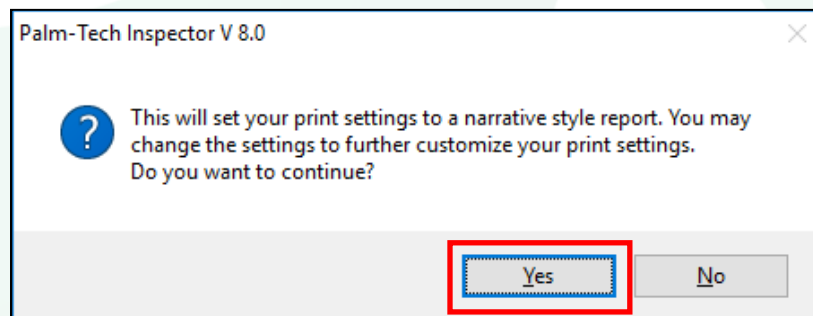 Palm-Tech Inspector V 8.0
This will set your print settings to a narrative style report. You may
change the settings to further customize your print settings.
Do you want to continue?
Yes
No